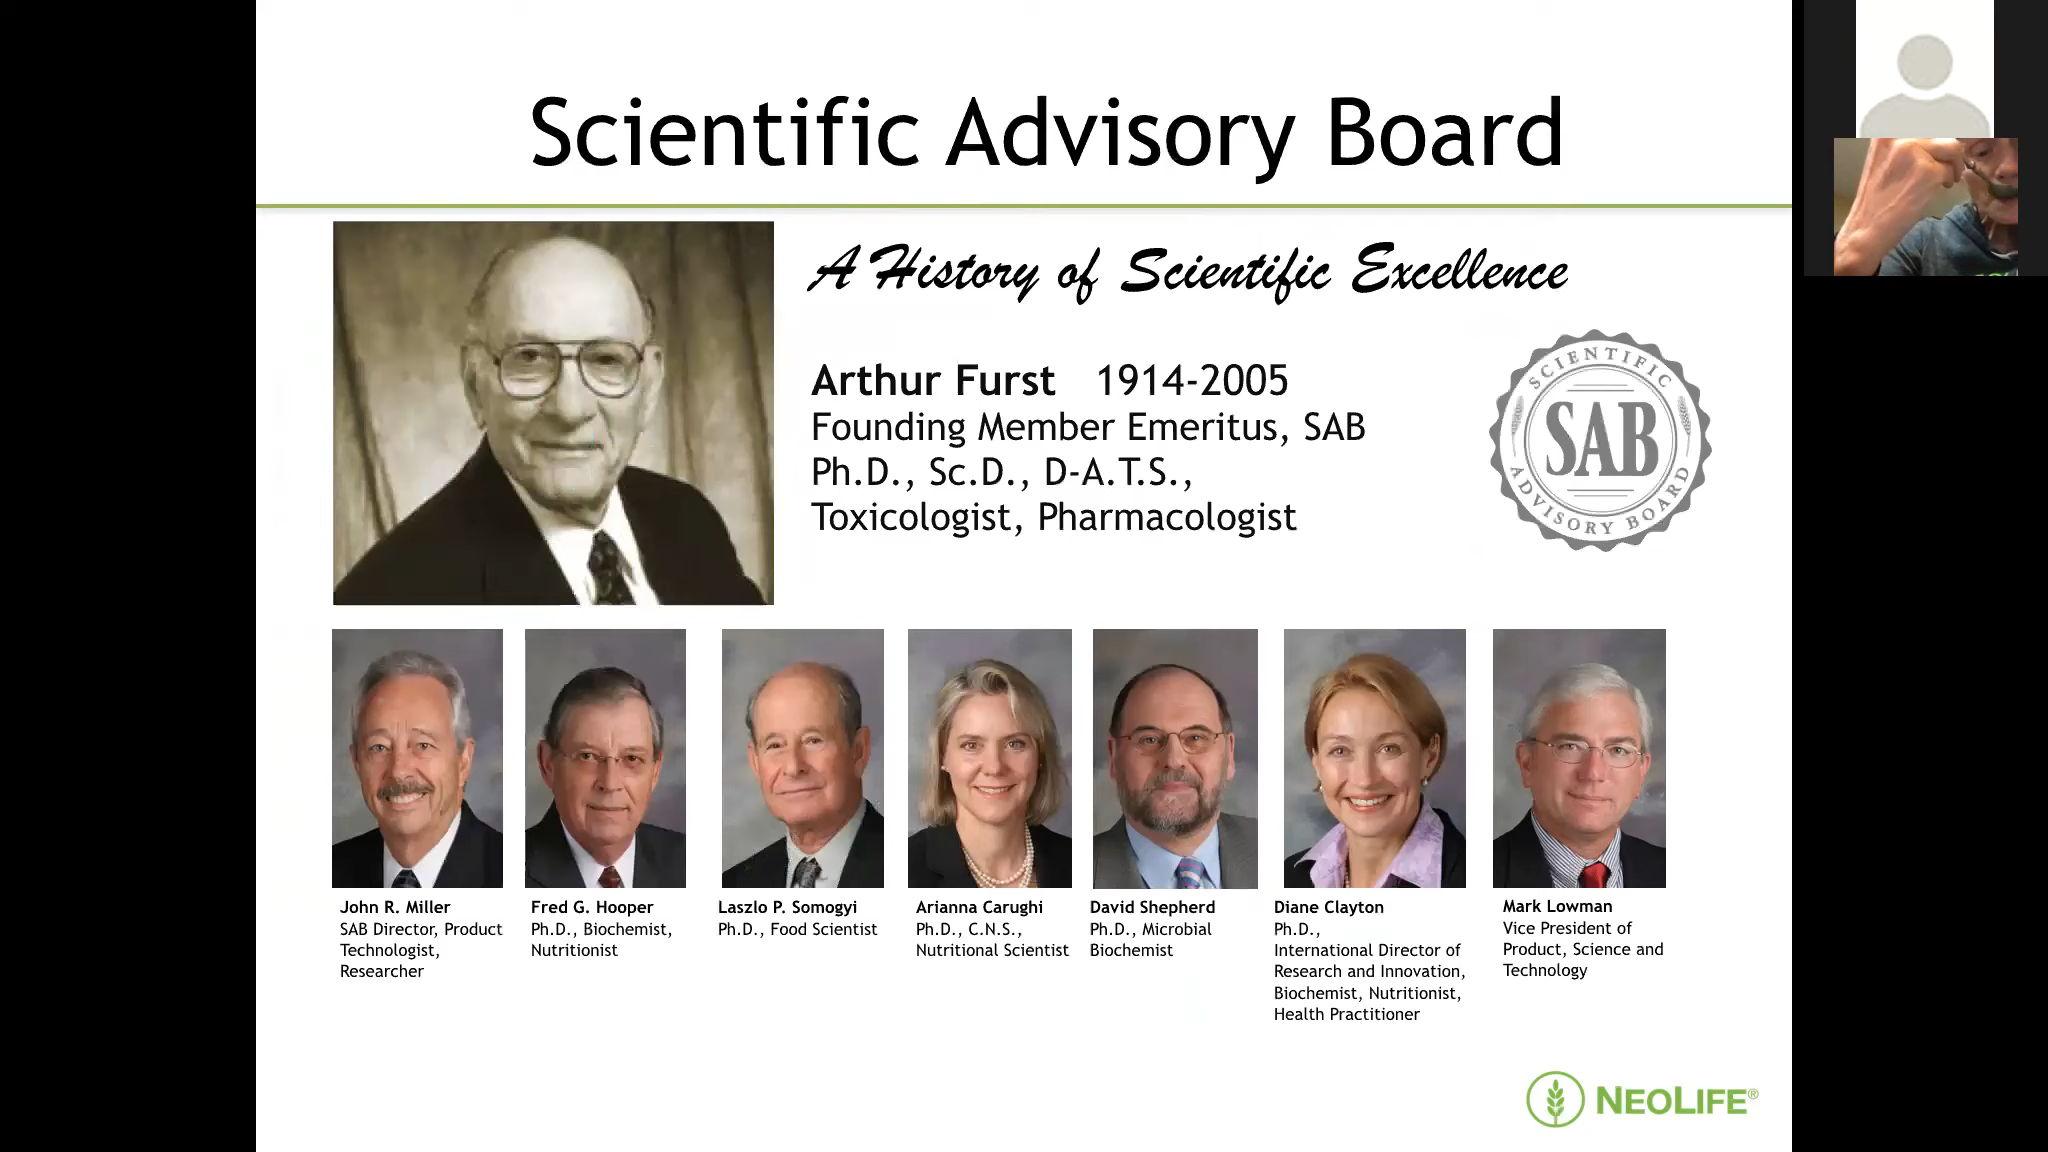 Scientific Advisory Board
A History of Scientific Excellence
Arthur Furst 1914-2005
Founding Member Emeritus, SAB
Ph.D., Sc.D., D-A.T.S.,
Toxicologist, Pharmacologist
SCIENTIFIC
SAB
ADVISORY BOARD
John R. Miller
SAB Director, Product
Technologist,
Researcher
Fred G. Hooper
Ph.D., Biochemist,
Nutritionist
Laszlo P. Somogyi
Ph.D., Food Scientist
Arianna Carughi
Ph.D., C.N.S.,
Nutritional Scientist
David Shepherd
Ph.D., Microbial
Biochemist
Diane Clayton
Ph.D.,
International Director of
Research and Innovation,
Biochemist, Nutritionist,
Health Practitioner
Mark Lowman
Vice President of
Product, Science and
Technology
NEOLIFE®